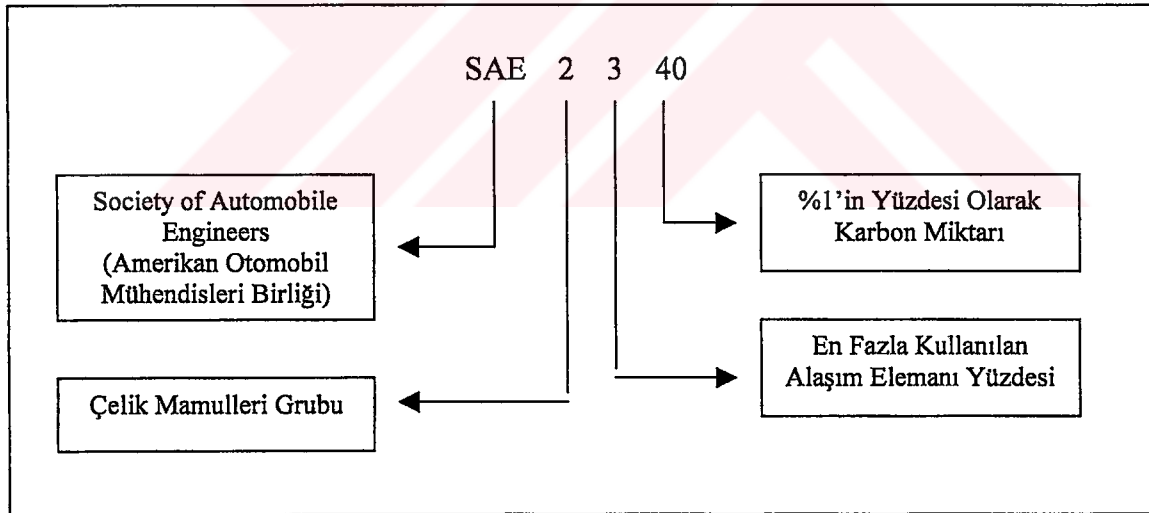 SAE 2 3 40
Society of Automobile
Engineers
(Amerikan Otomobil
Mühendisleri Birliği)
%1'in Yüzdesi Olarak
Karbon Miktarı
Çelik Mamulleri Grubu
En Fazla Kullanılan
Alaşım Elemanı Yüzdesi